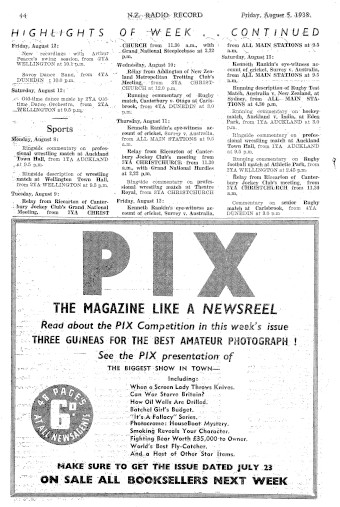 44 N.Z. RADIO RECORD Friday, August 5, 1938.
HIGHLIGHTS OF WEEK . . CONTINUED
Friday, August 12:
New recordings with Arthur
swing session, from 3YA
WELLINGTON at 10.1 p.m.
Savoy Dance Band, from 4YA
DUNEDIN at 10 p.m.
Saturday, August 13:
Old-time dance music by 2YA Old-
time Dance Orchestra, from 2YA
WELLINGTON at 9.5 p.m.
Sports
Monday, August 8:
Ringside commentary on profes-
sional wrestling match at Auckland
Town Hall, from 1YA AUCKLAND
at 9.5 p.m.
Ringside description of wrestling
match at Wellington Town Hall,
from 2YA WELLINGTON at 9.5 p.m.
Tuesday, August 9:
Relay from Riccarton of Canter-
bury Jockey Club's Grand National
Meeting, from 3YA CHRIST
CHURCH from 11.30 a.m., with
Grand National Steeplechase at 2.32
p.m.
Wednesday, August 10:
Relay from Addington of New Zea-
land Metropolitan Trotting Club
Meeting, from 3YA CHRIST-
CHURCH at 12.0 p.m.
Running commentary on Rugby
match, Canterbury v. Otago at Caris-
brook, from 4YA DUNEDIN at 3.0
p.m.
Thursday, August 11:
Kenneth Rankin's eye-witness ac-
count of cricket, Surrey v. Australia,
from ALL MAIN STATIONS at 9.5
p.m.
Relay from Riccarton of Canter-
bury Jockey Club's meeting from
3YA CHRISTCHURCH from 11.30
a.m., with Grand National Hurdles
at 2.32 p.m.
Ringside commentary on profes-
sional wrestling match at Theatre
Royal, from 3YA CHRISTCHURCH
Friday, August 12:
Kenneth Rankin's eye-witness ac-
count of cricket, Surrey v. Australia,
from ALL MAIN STATIONS at 9.5
p.m.
Saturday, August 13:
Kenneth Rankin's eye-witness ac-
count of cricket, Surrey v. Australia,
from ALL MAIN STATIONS at 9.5
p.m.
Running description of Rugby Test
Match, Australia v. New Zealand, at
Sydney, from ALL MAIN STA-
TIONS at 4.50 p.m.
Running commentary on hockey
match, Auckland v. India, at Eden
Park, from 1YA AUCKLAND at 3.0
p.m.
Ringside commentary on profes-
sional wrestling match at Auckland
Town Hall, from 1YA AUCKLAND
Running commentary on Rugby
football match at Athletic Park, from
2YA WELLINGTON at 2.45 p.m.
Relay from Riccarton of Canter-
bury Jockey Club's meeting from
3YA CHRISTCHURCH from 11.30
a.m.
Commentary on senior Rugby
match at Carisbrook, from 4YA
DUNEDIN at 3.0 p.m.
PIX
THE MAGAZINE LIKE A NEWSREEL
Read about the PIX Competition in this week's issue
THREE GUINEAS FOR THE BEST AMATEUR PHOTOGRAPH !
See the PIX presentation of
THE BIGGEST SHOW IN TOWN—
Including:
When a Screen Lady Throws Knives.
Can War Starve Britain?
How Oil Wells Are Drilled.
Batchel Girl's Budget.
"It's A Fallacy" Series.
Phonoscrome: HouseBoat Mystery.
Smoking Reveals Your Character.
Fighting Bear Worth £35,000 to Owner.
World's Best Fly-Catcher.
And, a Host of Other Star Items.
48 PAGES
6D
AT ALL NEWSAGENTS
MAKE SURE TO GET THE ISSUE DATED JULY 23
ON SALE ALL BOOKSELLERS NEXT WEEK